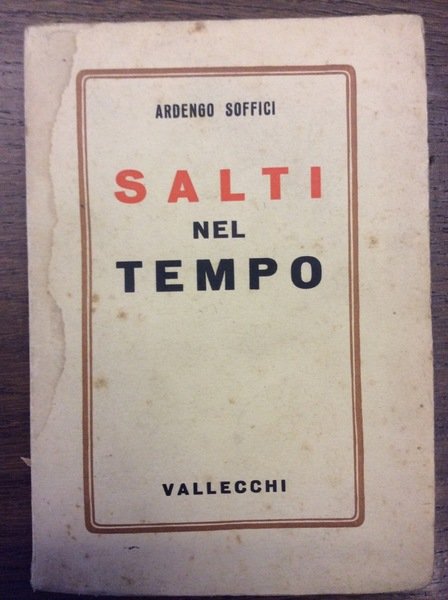 ARDENGO SOFFICI
SALTI
NEL
TEMPO
VALLECCHI